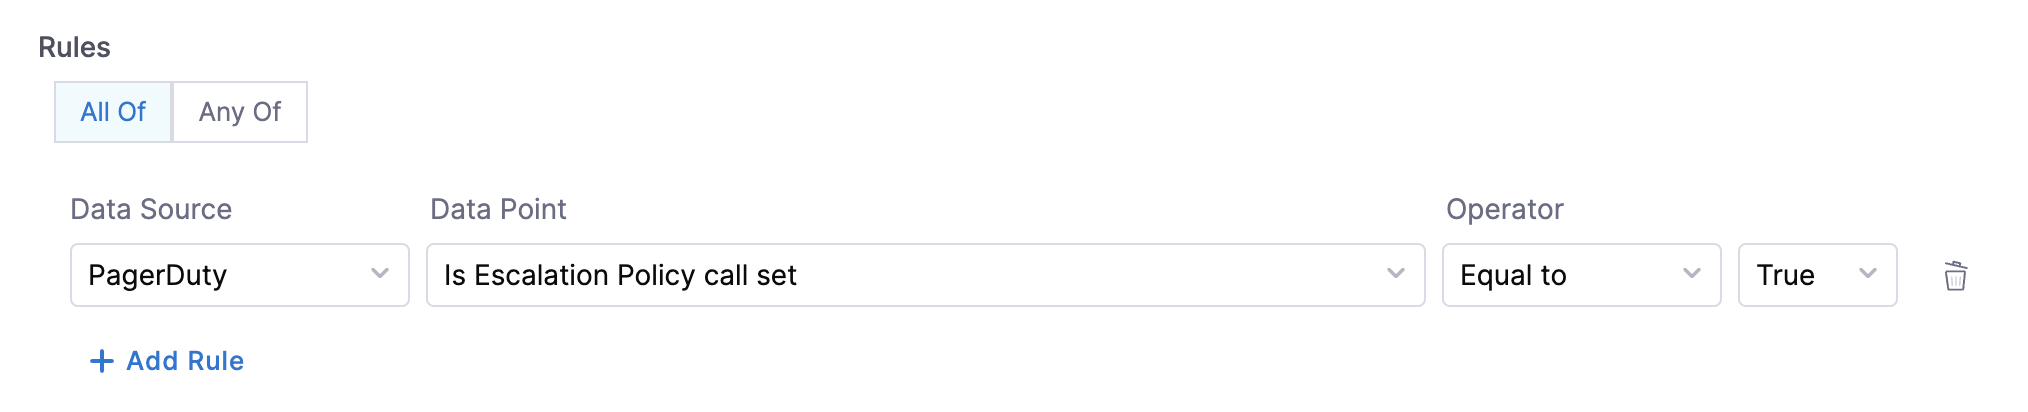 Rules
All Of Any Of
Data Source Data Point Operator
PagerDuty Is Escalation Policy call set Equal to True
+ Add Rule